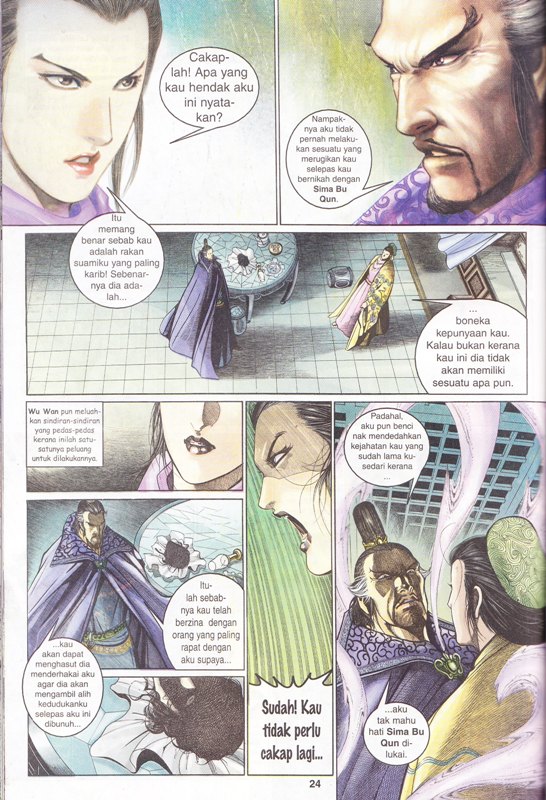 Cakap-
lah! Apa yang
kau hendak aku
ini nyata-
kan?
Nampak-
nya aku tidak
pernah melaku-
kan sesuatu yang
merugikan kau
selepas kau
bernikah dengan
Sima Bu
Qun.
Itu
memang
benar sebab kau
adalah rakan
suamiku yang paling
karib! Sebenar-
nya dia ada-
lah...
...
boneka
kepunyaan kau.
Kalau bukan kerana
kau ini dia tidak
akan memiliki
sesuatu apa pun.
Wu Wan pun meluah-
kan sindiran-sindiran
yang pedas-pedas
kerana inilah satu-
satunya peluang
untuk dilakukannya.
Padahal,
aku pun benci
nak mendedahkan
kejahatan kau yang
sudah lama ku-
sedari kerana
...
Itu-
lah sebab-
nya kau telah
berzina dengan
orang yang paling
rapat dengan
aku supaya...
...kau
akan dapat
menghasut dia
menderhakai aku
agar dia akan
mengambil alih
kedudukanku
selepas aku ini
dibunuh...
Sudah! Kau
tidak perlu
cakap lagi...
...aku
tak mahu
hati Sima Bu
Qun di-
lukai.
24